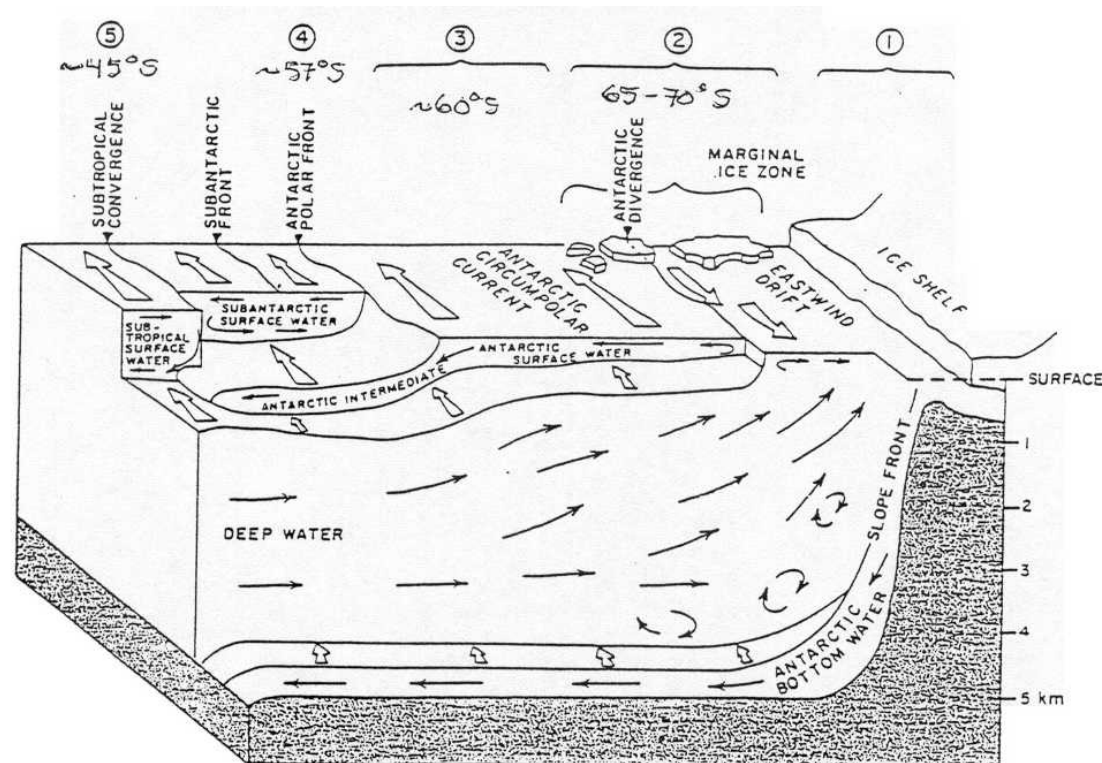 ⑤
④
③
②
①
~45°S
~57°S
~60°S
65-70°S
SUBTROPICAL
CONVERGENCE
SUBANTARCTIC
FRONT
ANTARCTIC
POLAR FRONT
ANTARCTIC
DIVERGENCE
MARGINAL
ICE ZONE
ANTARCTIC
CIRCUMPOLAR
CURRENT
EASTWIND
DRIFT
ICE SHELF
SUBANTARCTIC
SURFACE WATER
SUB-
TROPICAL
SURFACE
WATER
ANTARCTIC
SURFACE WATER
ANTARCTIC INTERMEDIATE
SURFACE
1
2
3
4
5 km
DEEP WATER
SLOPE FRONT
ANTARCTIC
BOTTOM WATER